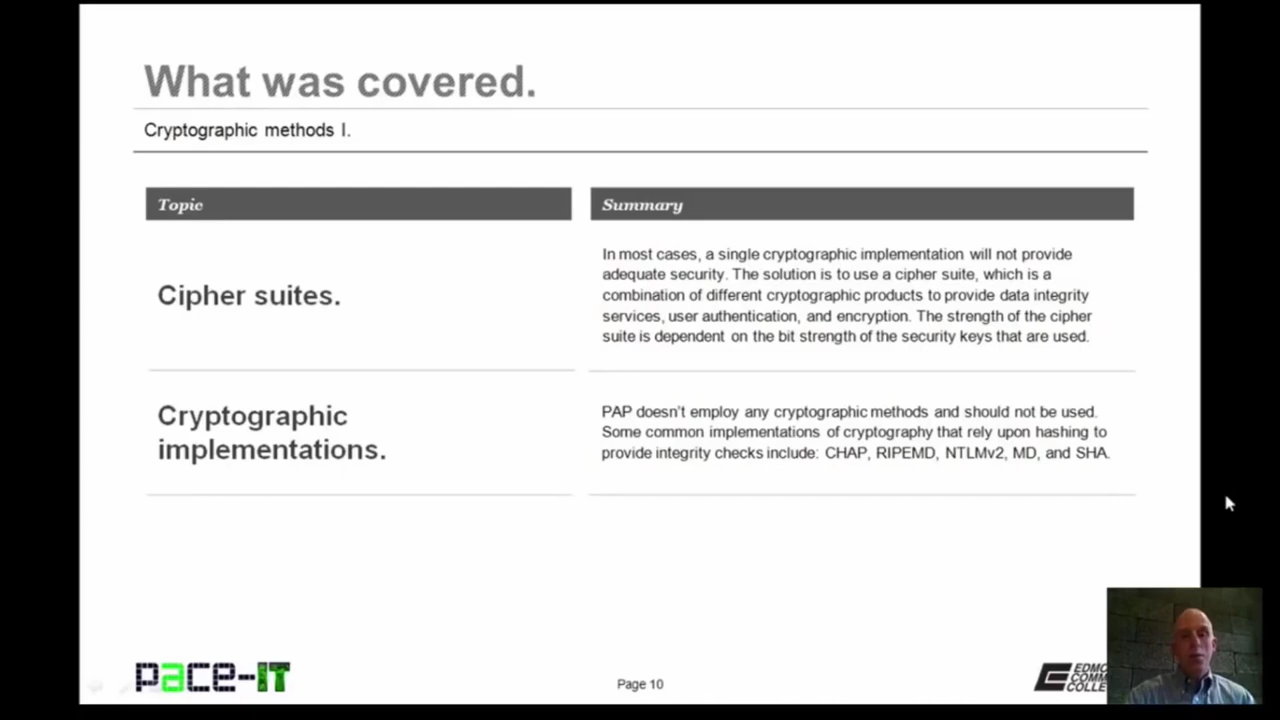 What was covered.
Cryptographic methods I.
Topic
Summary
Cipher suites.
In most cases, a single cryptographic implementation will not provide
adequate security. The solution is to use a cipher suite, which is a
combination of different cryptographic products to provide data integrity
services, user authentication, and encryption. The strength of the cipher
suite is dependent on the bit strength of the security keys that are used.
Cryptographic
implementations.
PAP doesn't employ any cryptographic methods and should not be used.
Some common implementations of cryptography that rely upon hashing to
provide integrity checks include: CHAP, RIPEMD, NTLMv2, MD, and SHA.
pace-IT
Page 10